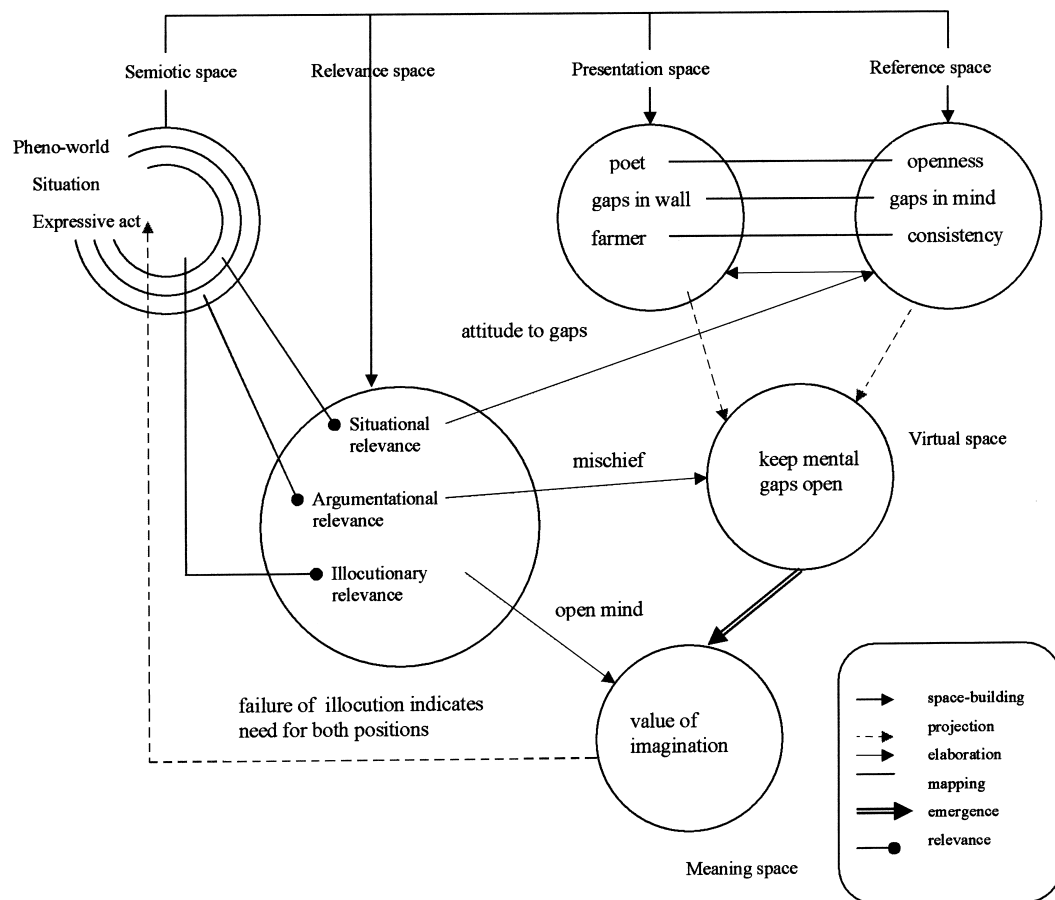 Semiotic space
Relevance space
Presentation space
Reference space
Pheno-world
Situation
Expressive act
poet
openness
gaps in wall
gaps in mind
farmer
consistency
attitude to gaps
Situational
relevance
mischief
keep mental
gaps open
Virtual space
Argumentational
relevance
Illocutionary
relevance
open mind
failure of illocution indicates
need for both positions
value of
imagination
Meaning space
space-building
projection
elaboration
mapping
emergence
relevance